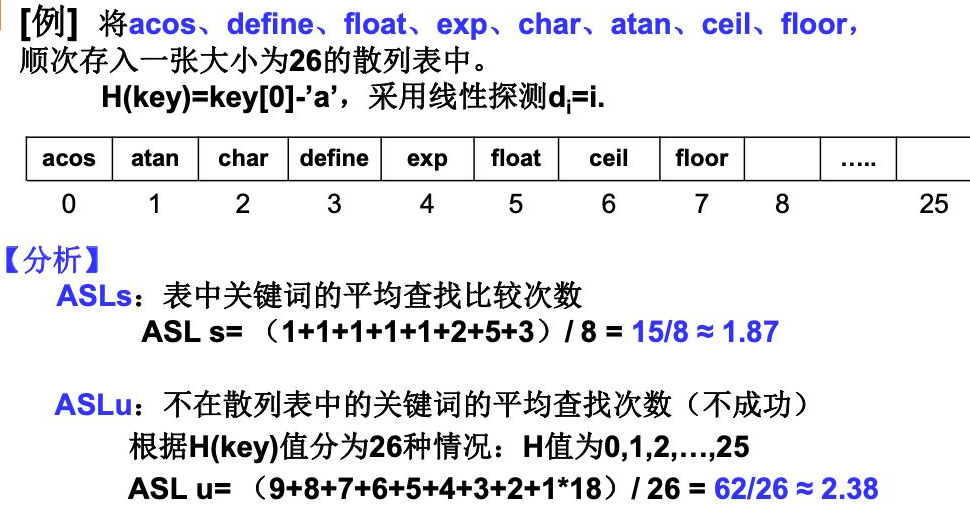 [例] 将acos、define、float、exp、char、atan、ceil、floor，
顺次存入一张大小为26的散列表中。
H(key)=key[0]-’a’，采用线性探测di=i.
acos atan char define exp float ceil floor .....
0 1 2 3 4 5 6 7 8 25
【分析】
ASLs：表中关键词的平均查找比较次数
ASL s= （1+1+1+1+1+2+5+3）/ 8 = 15/8 ≈ 1.87
ASLu：不在散列表中的关键词的平均查找次数（不成功）
根据H(key)值分为26种情况：H值为0,1,2,…,25
ASL u= （9+8+7+6+5+4+3+2+1*18）/ 26 = 62/26 ≈ 2.38